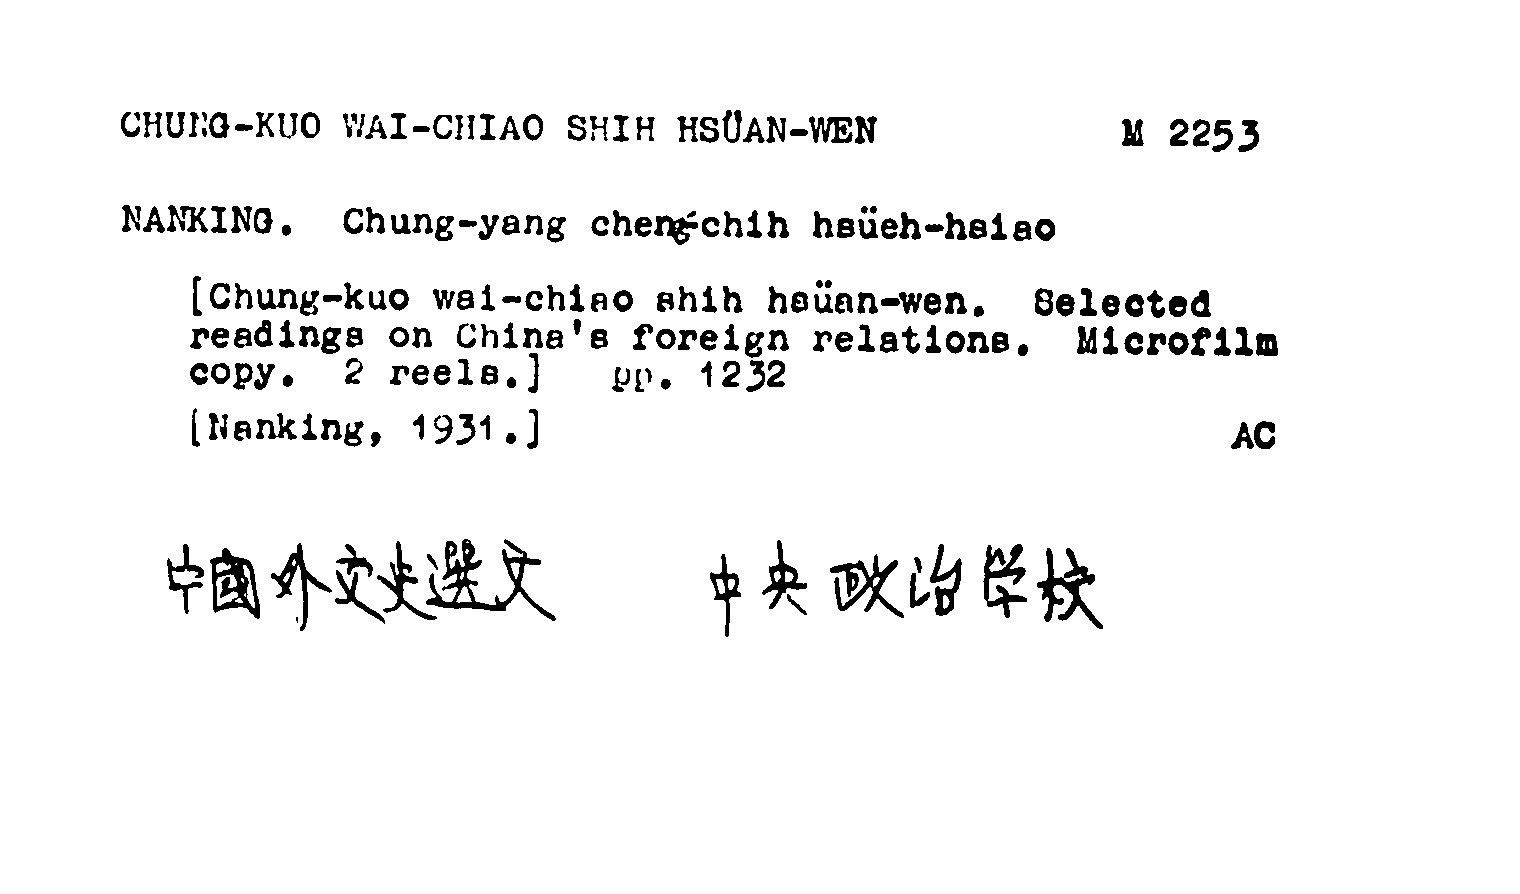 CHUNG-KUO WAI-CHIAO SHIH HSÜAN-WEN M 2253
NANKING. Chung-yang cheng-chih hsüeh-hsiao
[Chung-kuo wai-chiao shih hsüan-wen. Selected
readings on China's foreign relations. Microfilm
copy. 2 reels.] pp. 1232
[Nanking, 1931.] AC
中國外交史選文 中央政治学校